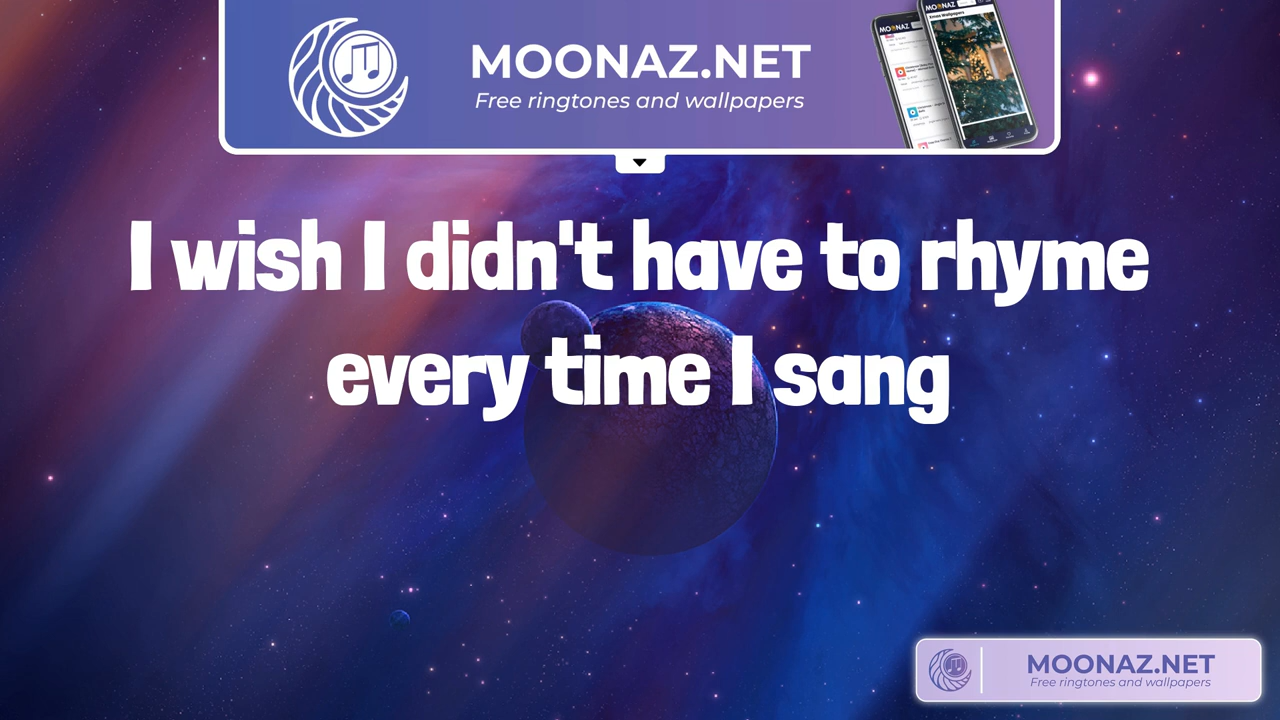 MOONAZ.NET
Free ringtones and wallpapers
I wish I didn't have to rhyme
every time I sang
MOONAZ.NET
Free ringtones and wallpapers